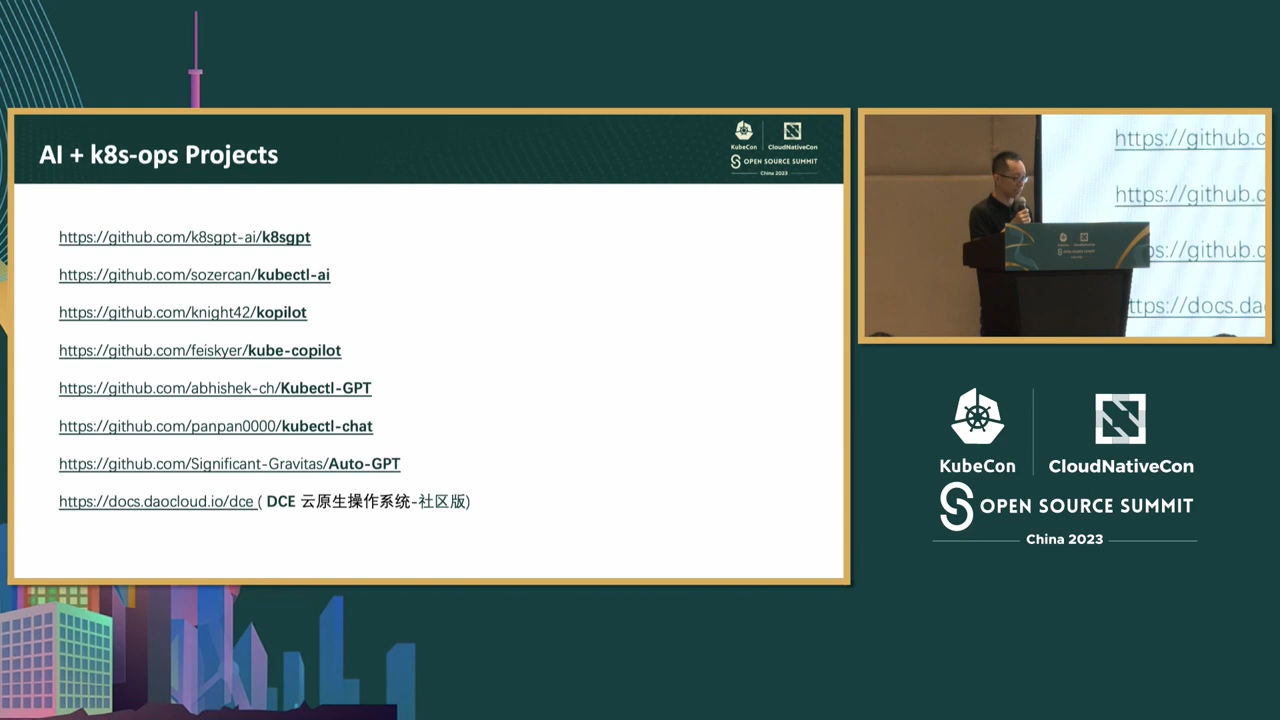 AI + k8s-ops Projects
KubeCon
CloudNativeCon
OPEN SOURCE SUMMIT
China 2023
https://github.com/k8sgpt-ai/k8sgpt
https://github.com/sozercan/kubectl-ai
https://github.com/knight42/kopilot
https://github.com/feiskyer/kube-copilot
https://github.com/abhishek-ch/Kubectl-GPT
https://github.com/panpan0000/kubectl-chat
https://github.com/Significant-Gravitas/Auto-GPT
https://docs.daocloud.io/dce ( DCE 云原生操作系统-社区版)
https://github.c
https://github.c
ps://github.c
ttps://docs.da
OPEN SOURCE SUMMIT
KubeCon
CloudNativeCon
OPEN SOURCE SUMMIT
China 2023